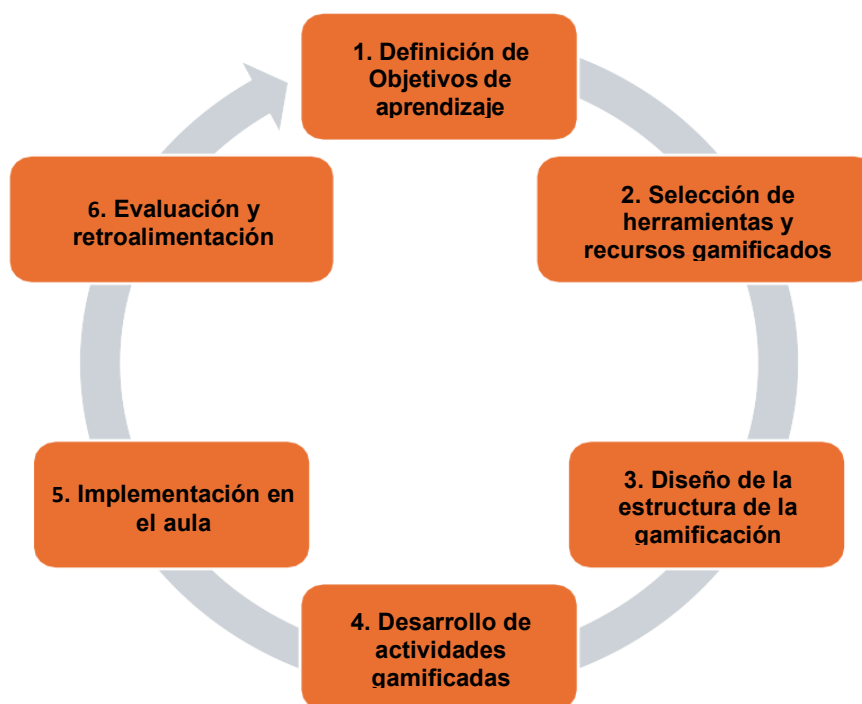 1. Definición de
Objetivos de
aprendizaje
2. Selección de
herramientas y
recursos gamificados
3. Diseño de la
estructura de la
gamificación
4. Desarrollo de
actividades
gamificadas
5. Implementación en
el aula
6. Evaluación y
retroalimentación